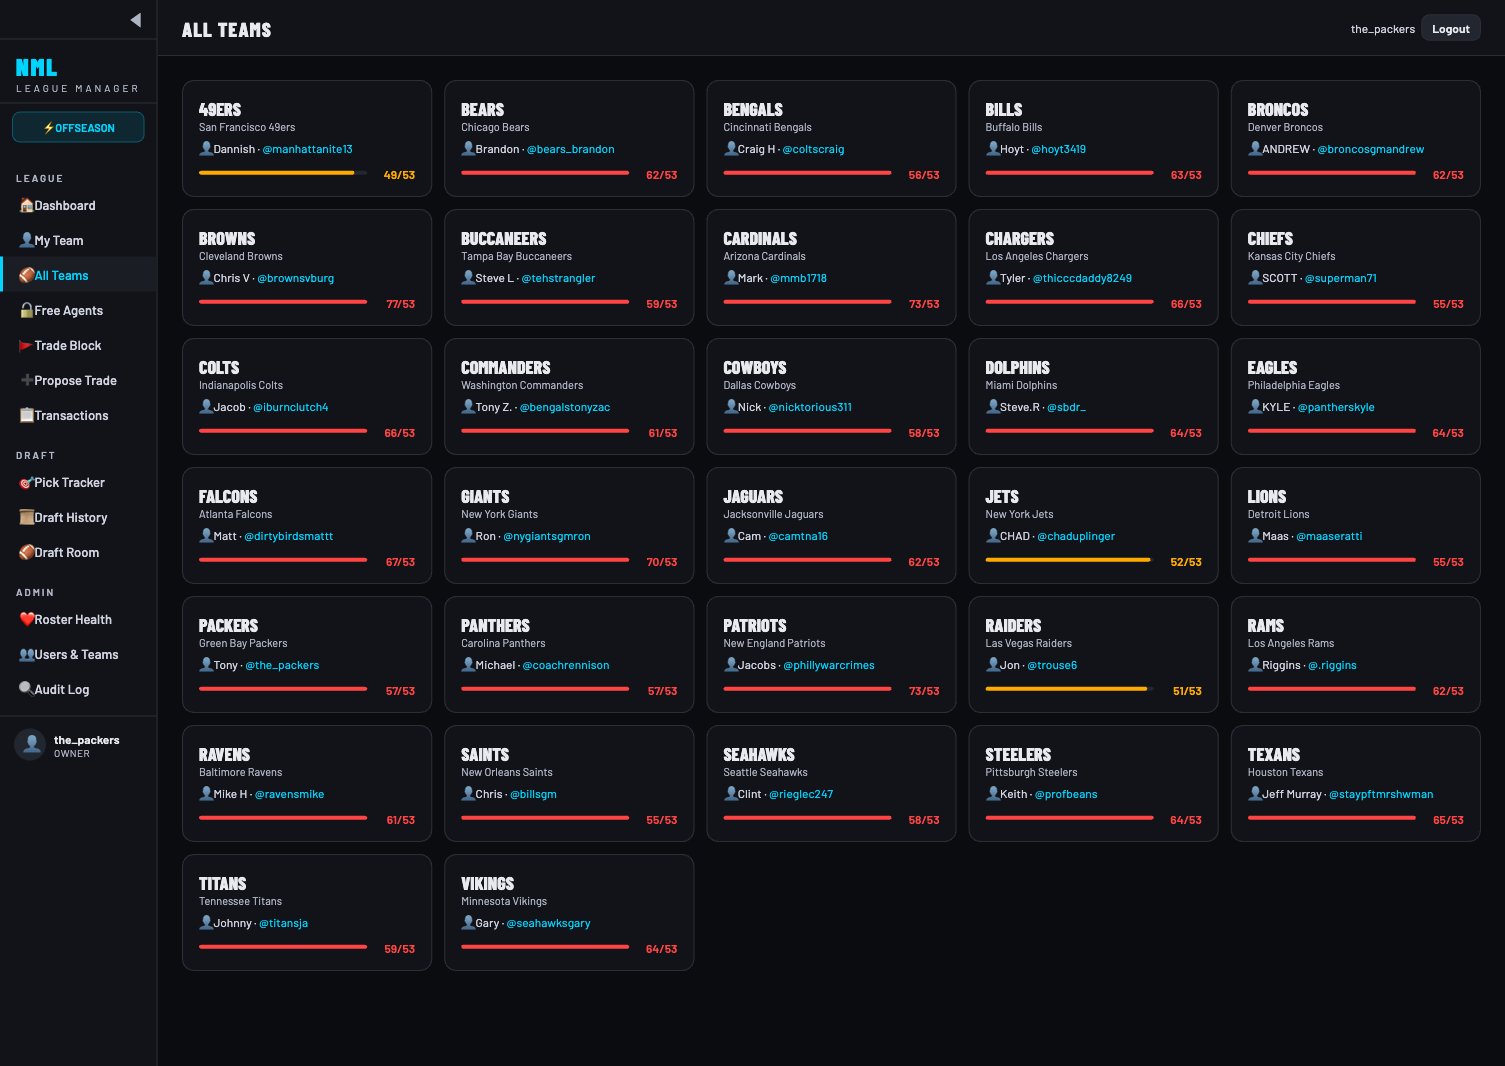 NML
LEAGUE MANAGER
⚡OFFSEASON
LEAGUE
Dashboard
My Team
All Teams
Free Agents
Trade Block
Propose Trade
Transactions
DRAFT
Pick Tracker
Draft History
Draft Room
ADMIN
Roster Health
Users & Teams
Audit Log
the_packers
OWNER
ALL TEAMS
the_packers
Logout
49ERS
San Francisco 49ers
Dannish · @manhattanite13
49/53
BEARS
Chicago Bears
Brandon · @bears_brandon
62/53
BENGALS
Cincinnati Bengals
Craig H · @coltscraig
56/53
BILLS
Buffalo Bills
Hoyt · @hoyt3419
63/53
BRONCOS
Denver Broncos
ANDREW · @broncosgmandrew
62/53
BROWNS
Cleveland Browns
Chris V · @brownsvburg
77/53
BUCCANEERS
Tampa Bay Buccaneers
Steve L · @tehstrangler
59/53
CARDINALS
Arizona Cardinals
Mark · @mmb1718
73/53
CHARGERS
Los Angeles Chargers
Tyler · @thicccdaddy8249
66/53
CHIEFS
Kansas City Chiefs
SCOTT · @superman71
55/53
COLTS
Indianapolis Colts
Jacob · @iburnclutch4
66/53
COMMANDERS
Washington Commanders
Tony Z. · @bengalstonyzac
61/53
COWBOYS
Dallas Cowboys
Nick · @nicktorious311
58/53
DOLPHINS
Miami Dolphins
Steve.R · @sbdr_
64/53
EAGLES
Philadelphia Eagles
KYLE · @pantherskyle
64/53
FALCONS
Atlanta Falcons
Matt · @dirtybirdsmattt
67/53
GIANTS
New York Giants
Ron · @nygiantsgmron
70/53
JAGUARS
Jacksonville Jaguars
Cam · @camtna16
62/53
JETS
New York Jets
CHAD · @chaduplinger
52/53
LIONS
Detroit Lions
Maas · @maaseratti
55/53
PACKERS
Green Bay Packers
Tony · @the_packers
57/53
PANTHERS
Carolina Panthers
Michael · @coachrennison
57/53
PATRIOTS
New England Patriots
Jacobs · @phillywarcrimes
73/53
RAIDERS
Las Vegas Raiders
Jon · @trouse6
51/53
RAMS
Los Angeles Rams
Riggins · @.riggins
62/53
RAVENS
Baltimore Ravens
Mike H · @ravensmike
61/53
SAINTS
New Orleans Saints
Chris · @billsgm
55/53
SEAHAWKS
Seattle Seahawks
Clint · @rieglec247
58/53
STEELERS
Pittsburgh Steelers
Keith · @profbeans
64/53
TEXANS
Houston Texans
Jeff Murray · @staypftmrshwman
65/53
TITANS
Tennessee Titans
Johnny · @titansja
59/53
VIKINGS
Minnesota Vikings
Gary · @seahawksgary
64/53